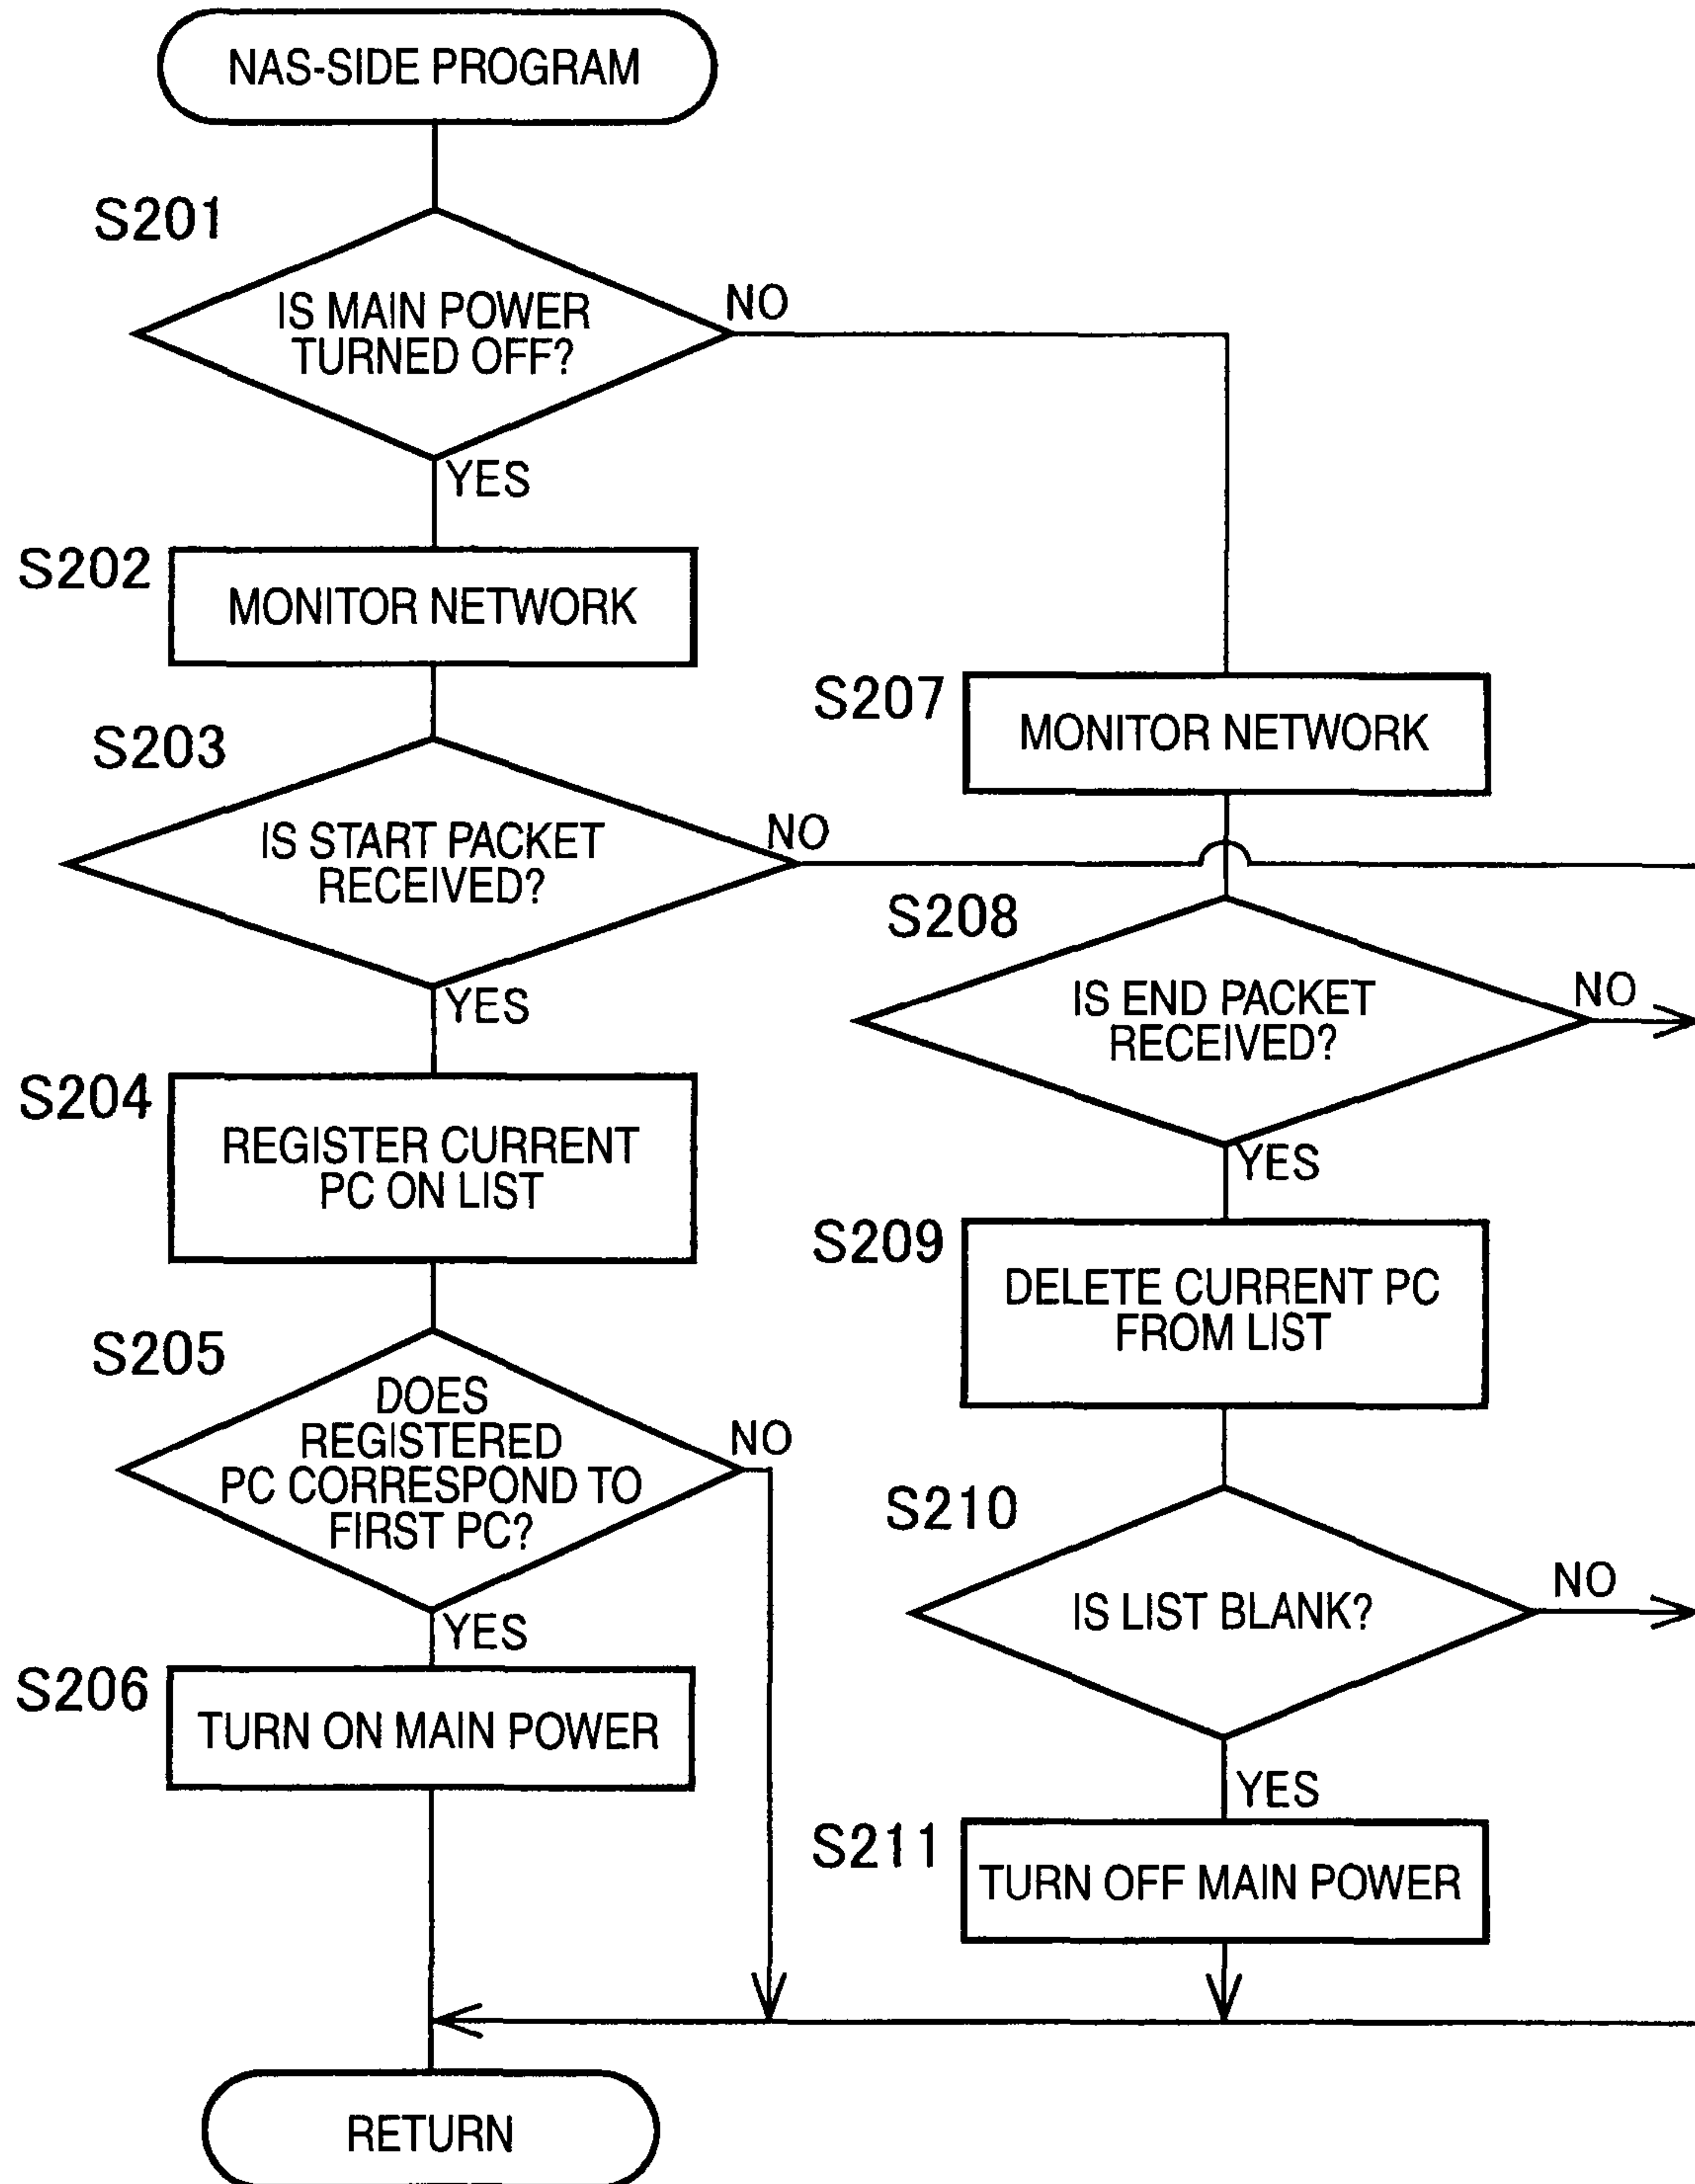 NAS-SIDE PROGRAM
S201
IS MAIN POWER
TURNED OFF?
NO
YES
S202
MONITOR NETWORK
S203
IS START PACKET
RECEIVED?
NO
YES
S204
REGISTER CURRENT
PC ON LIST
S205
DOES
REGISTERED
PC CORRESPOND TO
FIRST PC?
NO
YES
S206
TURN ON MAIN POWER
S207
MONITOR NETWORK
S208
IS END PACKET
RECEIVED?
NO
YES
S209
DELETE CURRENT PC
FROM LIST
S210
IS LIST BLANK?
NO
YES
S211
TURN OFF MAIN POWER
RETURN